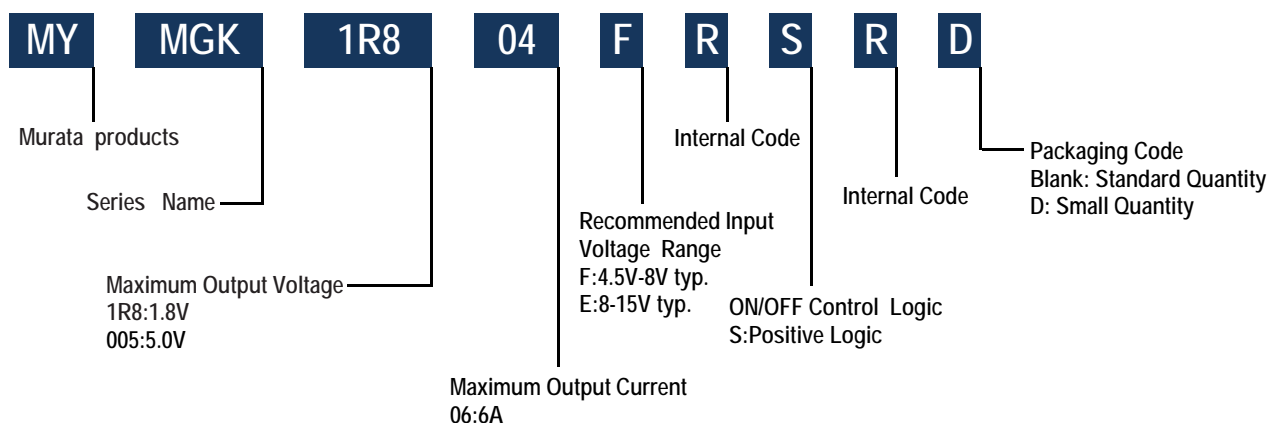 MY MGK 1R8 04 F R S R D
Murata products
Series Name
Maximum Output Voltage
1R8:1.8V
005:5.0V
Maximum Output Current
06:6A
Recommended Input
Voltage Range
F:4.5V-8V typ.
E:8-15V typ.
Internal Code
ON/OFF Control Logic
S:Positive Logic
Internal Code
Packaging Code
Blank: Standard Quantity
D: Small Quantity